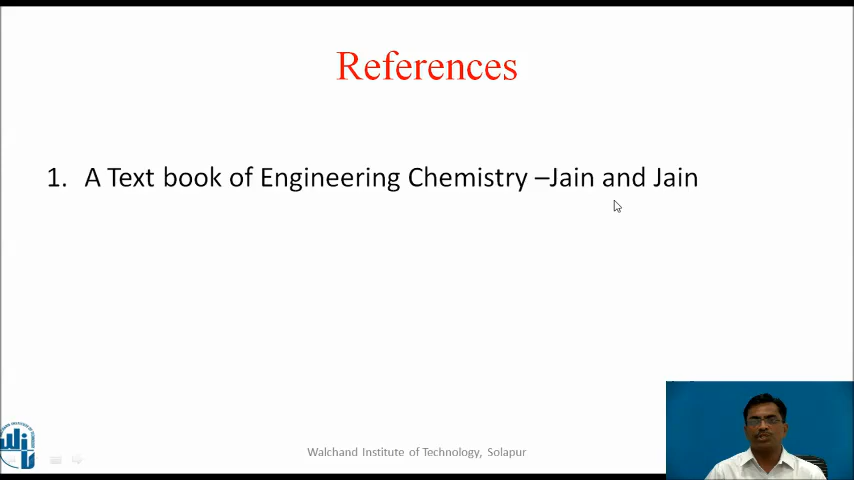 References
1. A Text book of Engineering Chemistry –Jain and Jain
Walchand Institute of Technology, Solapur